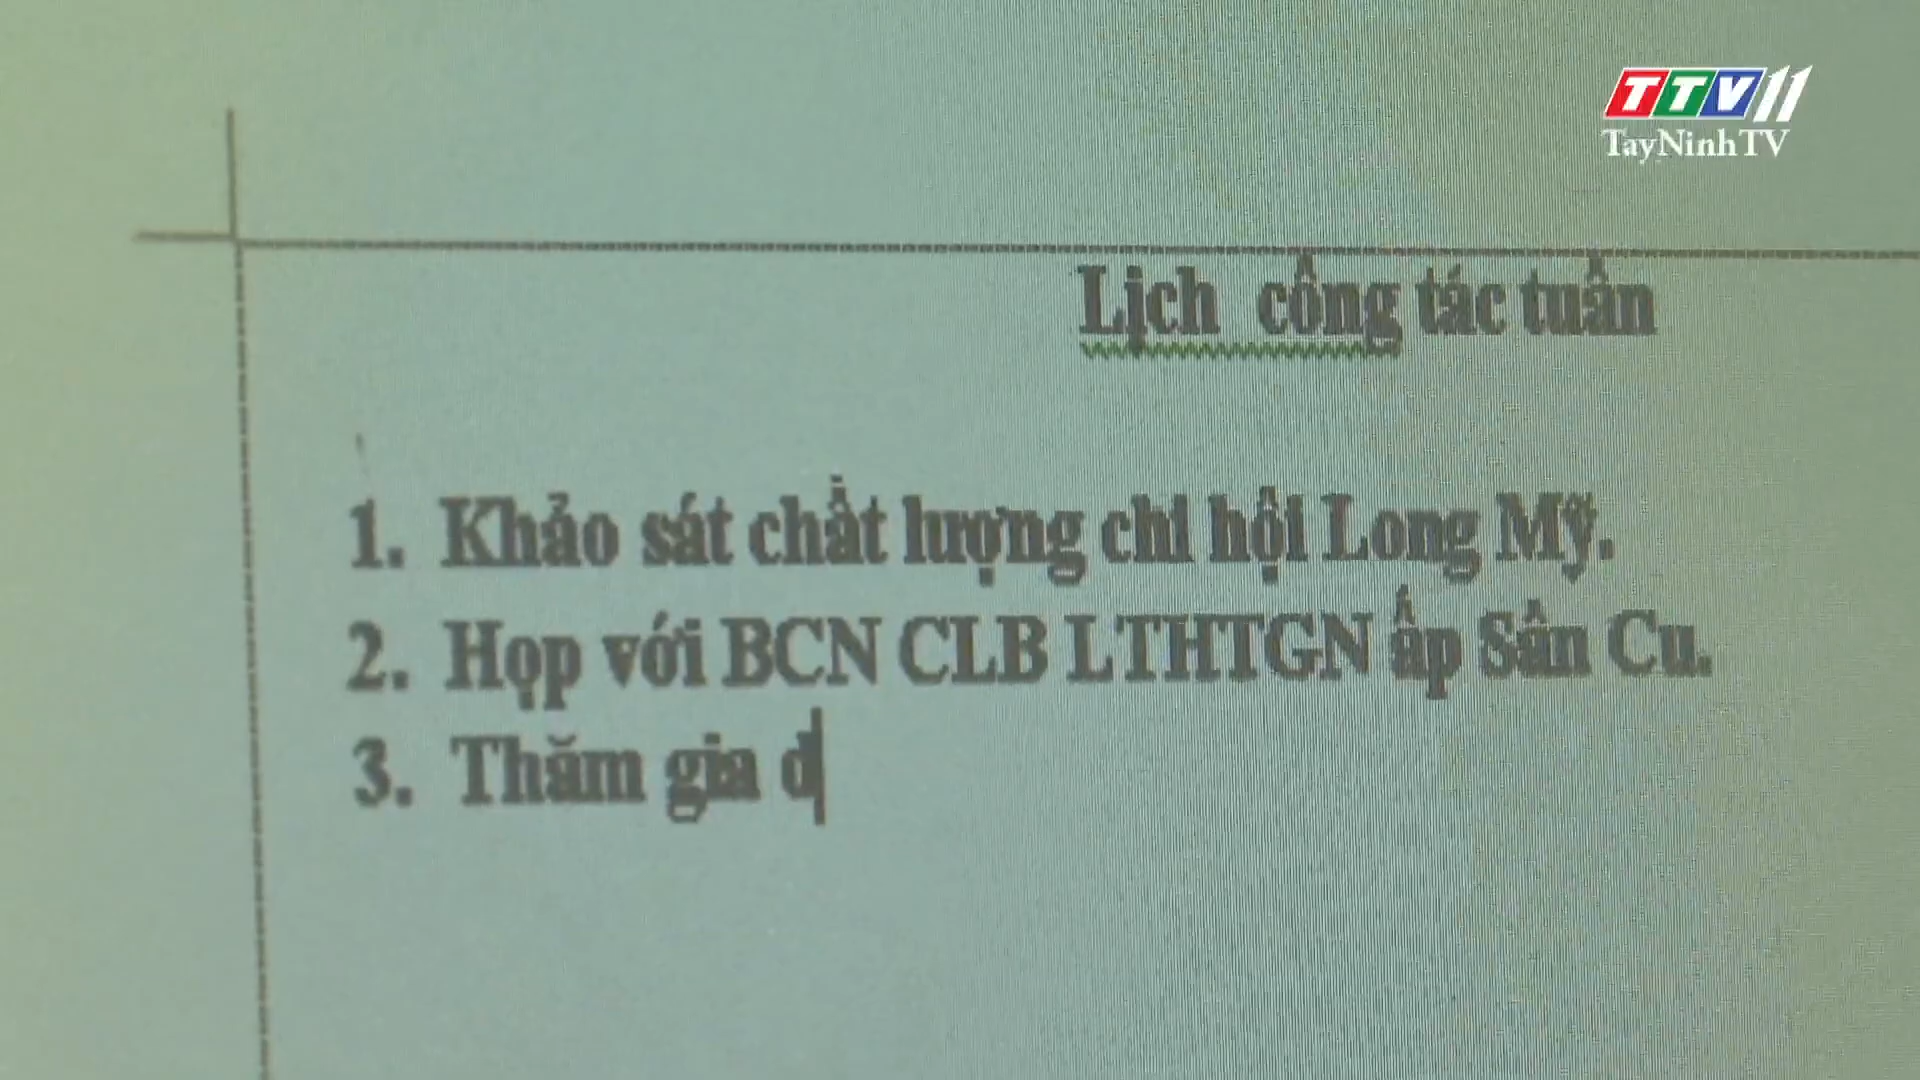 TTV11
TayNinhTV
Lịch công tác tuần
1. Khảo sát chất lượng chi hội Long Mỹ.
2. Họp với BCN CLB LTHTGN ấp Sân Cu.
3. Thăm gia đ